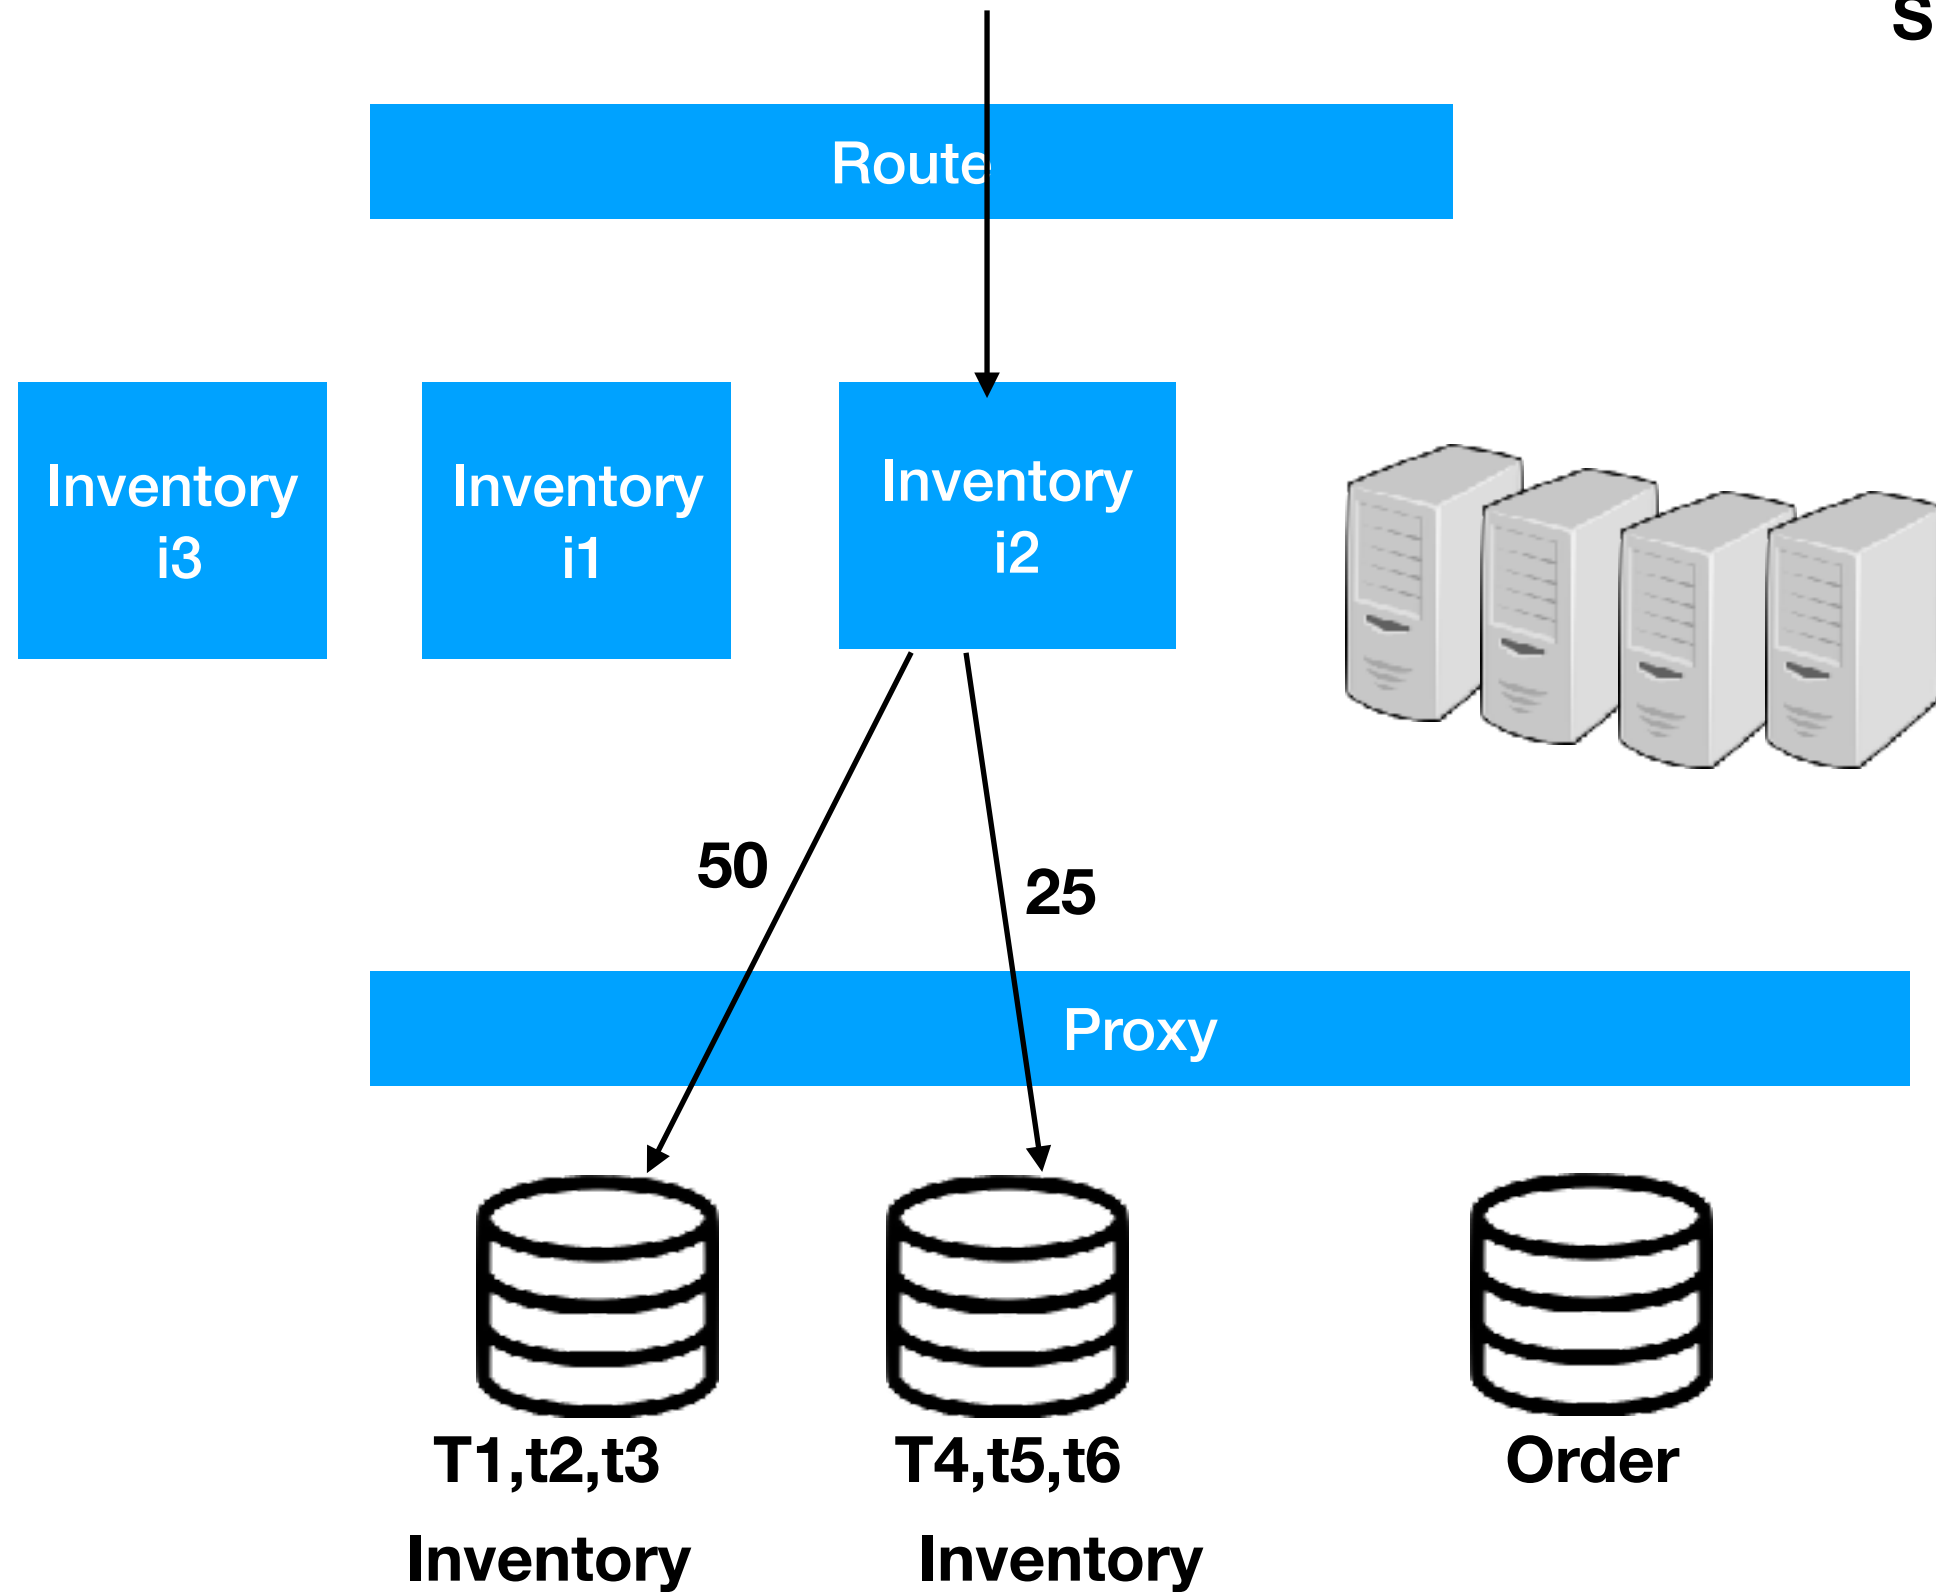 S
Route
Inventory
i3
Inventory
i1
Inventory
i2
50
25
Proxy
T1,t2,t3
T4,t5,t6
Order
Inventory
Inventory